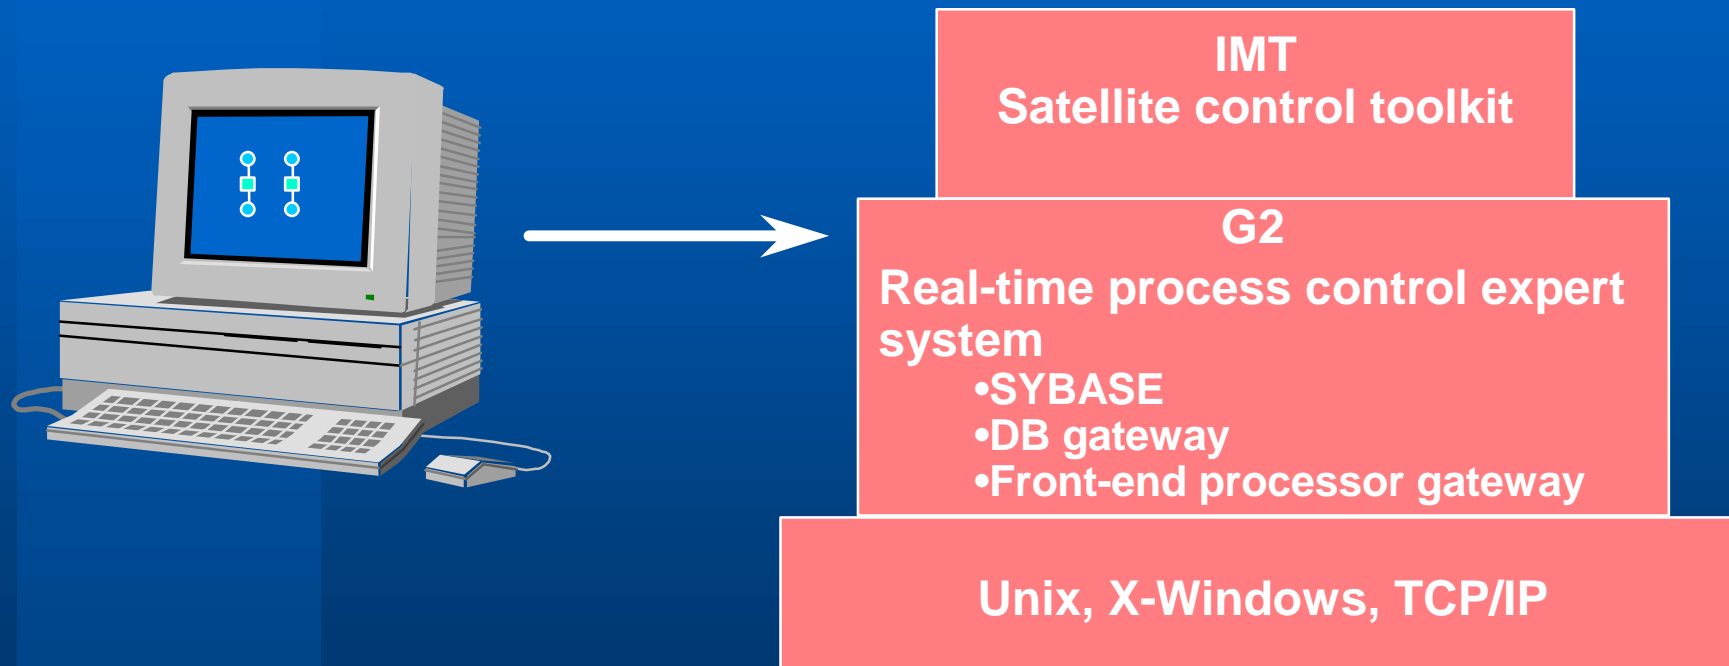 IMT
Satellite control toolkit
G2
Real-time process control expert
system
•SYBASE
•DB gateway
•Front-end processor gateway
Unix, X-Windows, TCP/IP